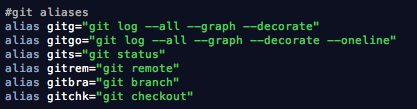 #git aliases
alias gitg="git log --all --graph --decorate"
alias gitgo="git log --all --graph --decorate --oneline"
alias gits="git status"
alias gitrem="git remote"
alias gitbra="git branch"
alias gitchk="git checkout"